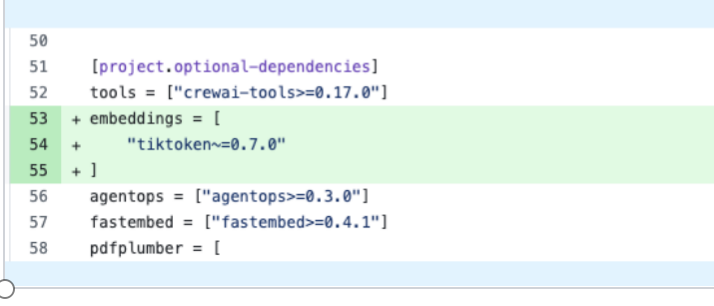 50
51 [project.optional-dependencies]
52 tools = ["crewai-tools>=0.17.0"]
53 + embeddings = [
54 + "tiktoken~=0.7.0"
55 + ]
56 agentops = ["agentops>=0.3.0"]
57 fastembed = ["fastembed>=0.4.1"]
58 pdfplumber = [